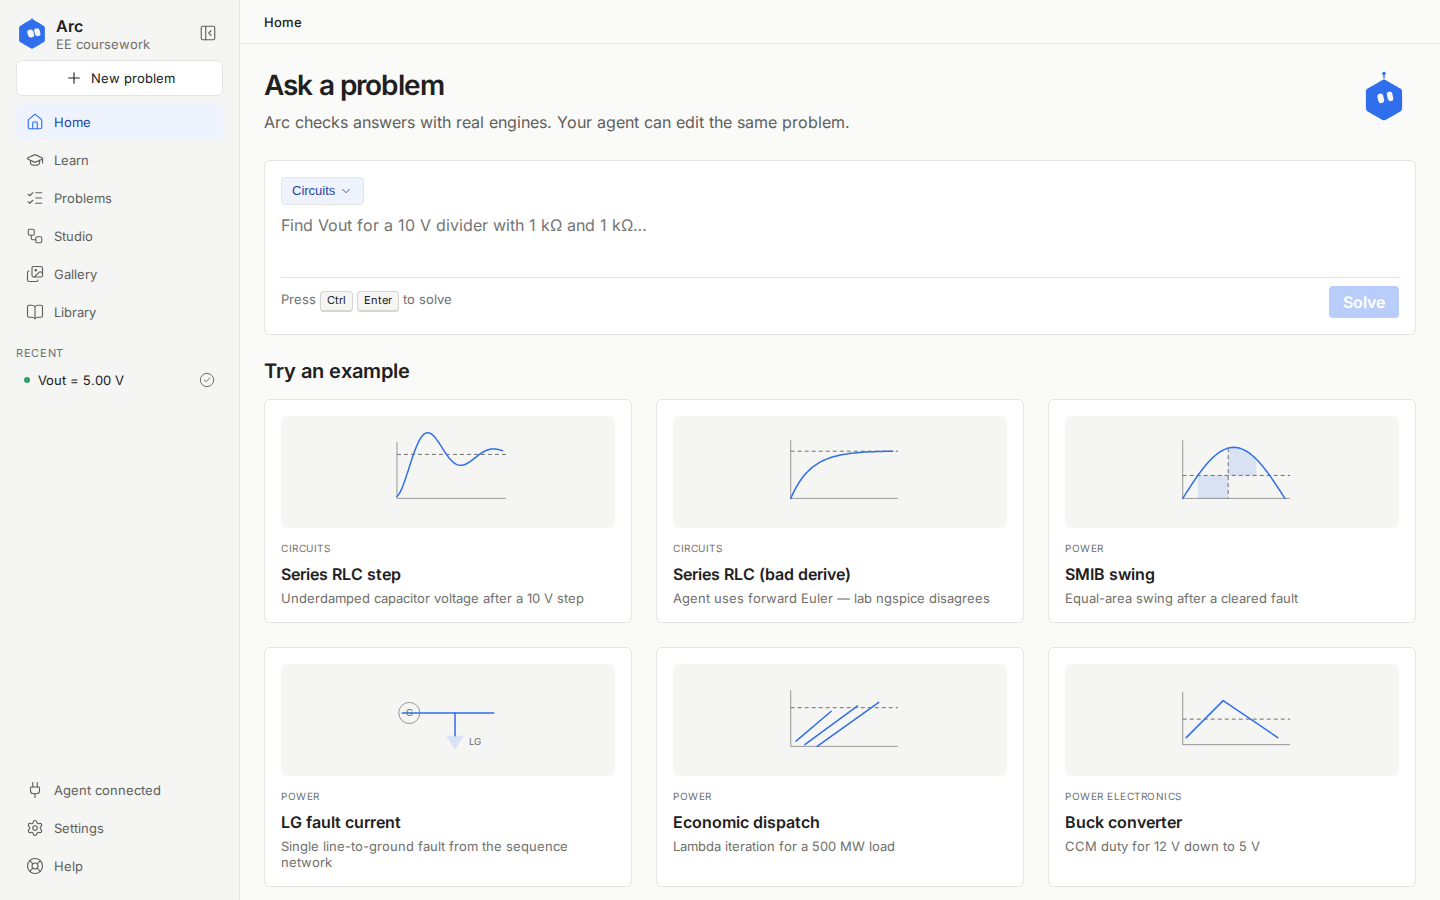 Arc
EE coursework
New problem
Home
Learn
Problems
Studio
Gallery
Library
RECENT
Vout = 5.00 V
Agent connected
Settings
Help
Home
Ask a problem
Arc checks answers with real engines. Your agent can edit the same problem.
Circuits
Find Vout for a 10 V divider with 1 kΩ and 1 kΩ...
Press Ctrl Enter to solve
Solve
Try an example
CIRCUITS
Series RLC step
Underdamped capacitor voltage after a 10 V step
CIRCUITS
Series RLC (bad derive)
Agent uses forward Euler — lab ngspice disagrees
POWER
SMIB swing
Equal-area swing after a cleared fault
G
LG
POWER
LG fault current
Single line-to-ground fault from the sequence
network
POWER
Economic dispatch
Lambda iteration for a 500 MW load
POWER ELECTRONICS
Buck converter
CCM duty for 12 V down to 5 V